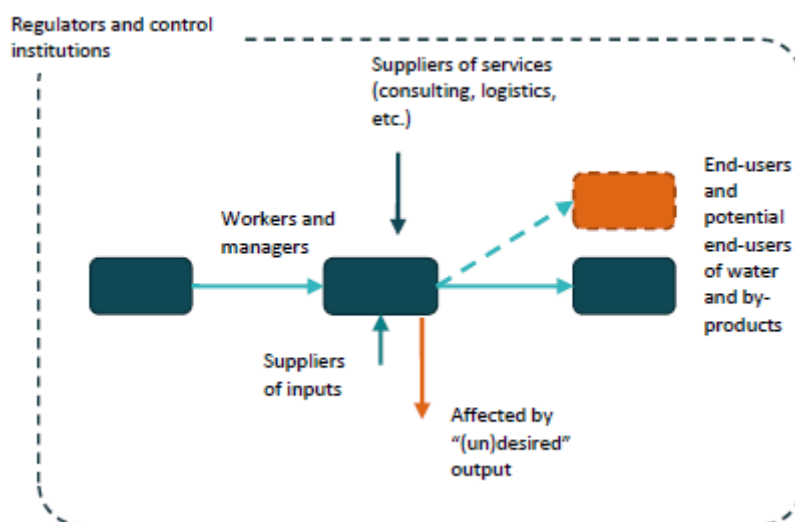 Regulators and control
institutions
Suppliers of services
(consulting, logistics,
etc.)
End-users
and
potential
end-users
of water
and by-
products
Workers and
managers
Suppliers
of inputs
Affected by
"(un)desired"
output